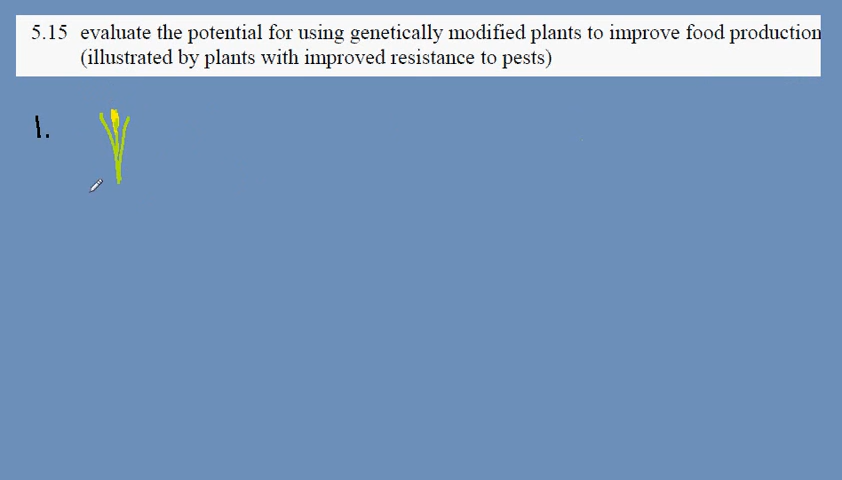 5.15 evaluate the potential for using genetically modified plants to improve food production
(illustrated by plants with improved resistance to pests)
1.